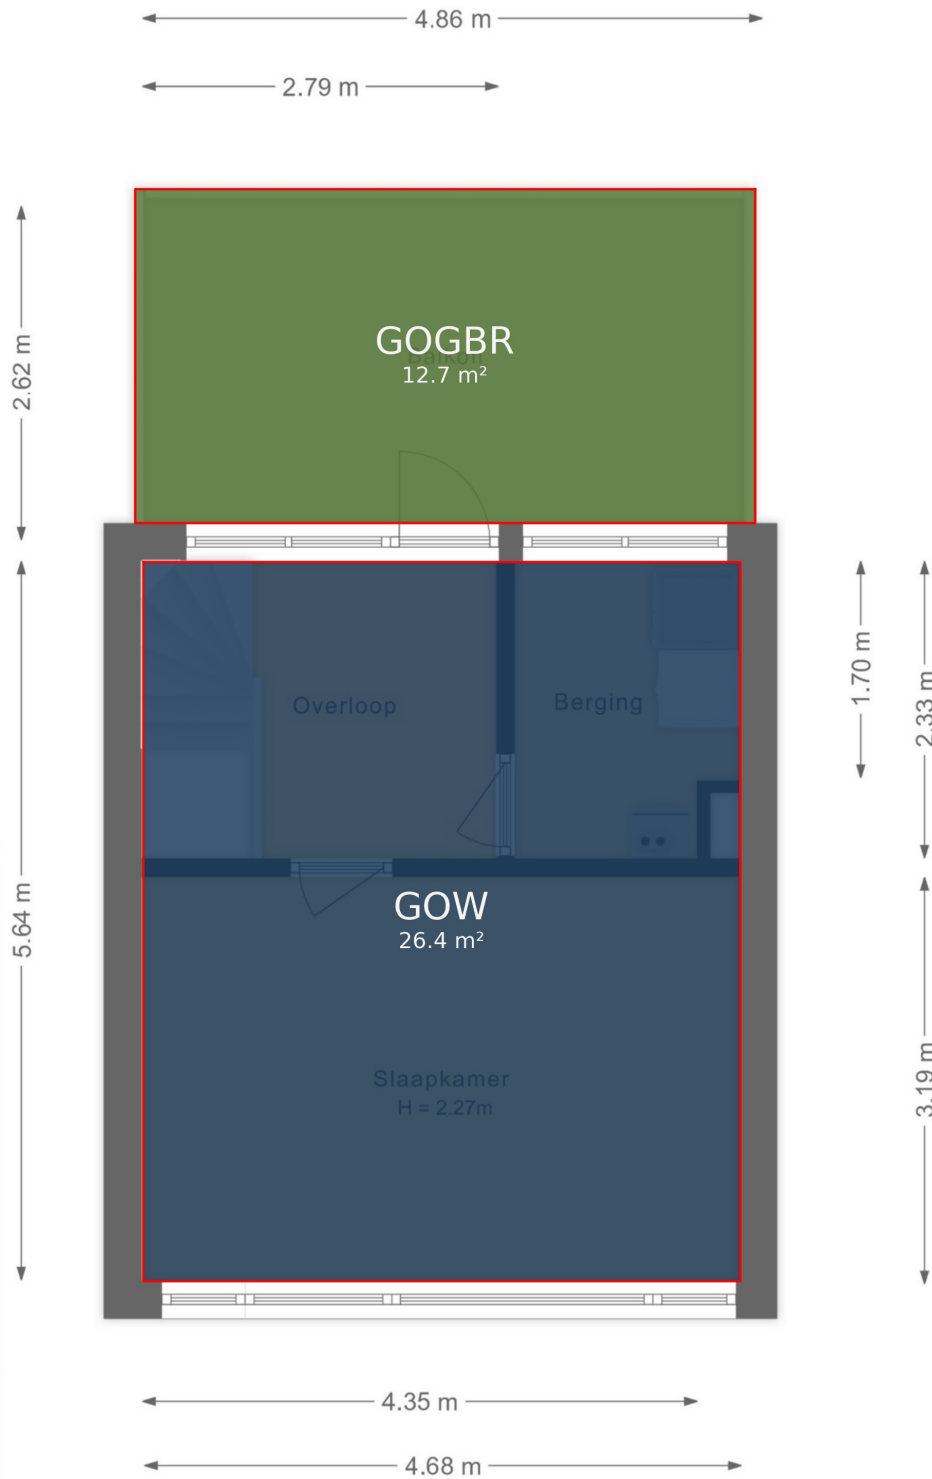 4.86 m
2.79 m
2.62 m
GOGBR
Balkon
12.7 m²
1.70 m
2.33 m
Overloop
Berging
5.64 m
GOW
26.4 m²
3.19 m
Slaapkamer
H = 2.27m
4.35 m
4.68 m